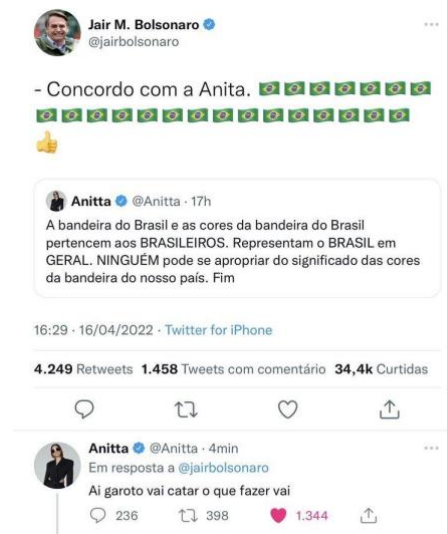 Jair M. Bolsonaro
@jairbolsonaro
- Concordo com a Anita. 🇧🇷🇧🇷🇧🇷🇧🇷🇧🇷🇧🇷🇧🇷
🇧🇷🇧🇷🇧🇷🇧🇷🇧🇷🇧🇷🇧🇷🇧🇷🇧🇷🇧🇷🇧🇷🇧🇷🇧🇷🇧🇷🇧🇷
👍
Anitta @Anitta · 17h
A bandeira do Brasil e as cores da bandeira do Brasil
pertencem aos BRASILEIROS. Representam o BRASIL em
GERAL. NINGUÉM pode se apropriar do significado das cores
da bandeira do nosso país. Fim
16:29 · 16/04/2022 · Twitter for iPhone
4.249 Retweets 1.458 Tweets com comentário 34,4k Curtidas
Anitta @Anitta · 4min
Em resposta a @jairbolsonaro
Ai garoto vai catar o que fazer vai
236 398 1.344